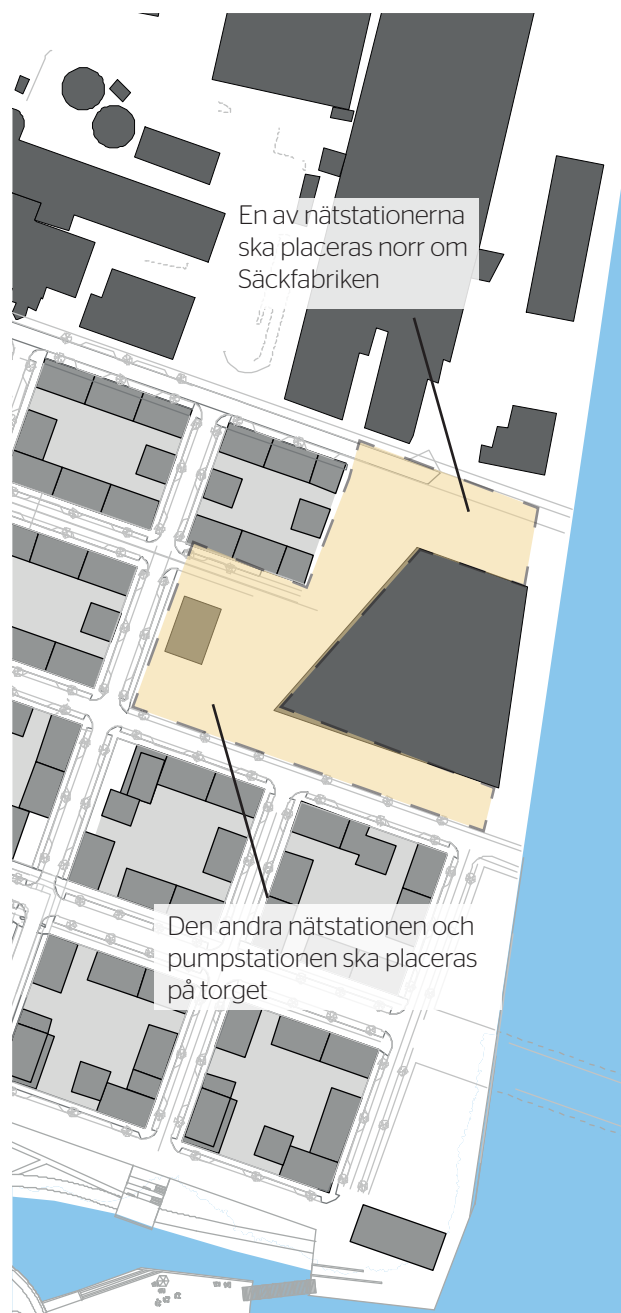 En av nätstationerna
ska placeras norr om
Säckfabriken
Den andra nätstationen och
pumpstationen ska placeras
på torget